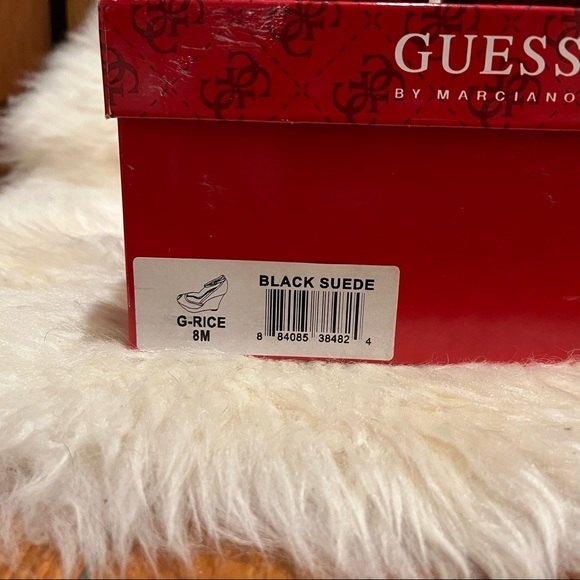 GUESS
BY MARCIANO
BLACK SUEDE
G-RICE
8M
8 84085 38482 4